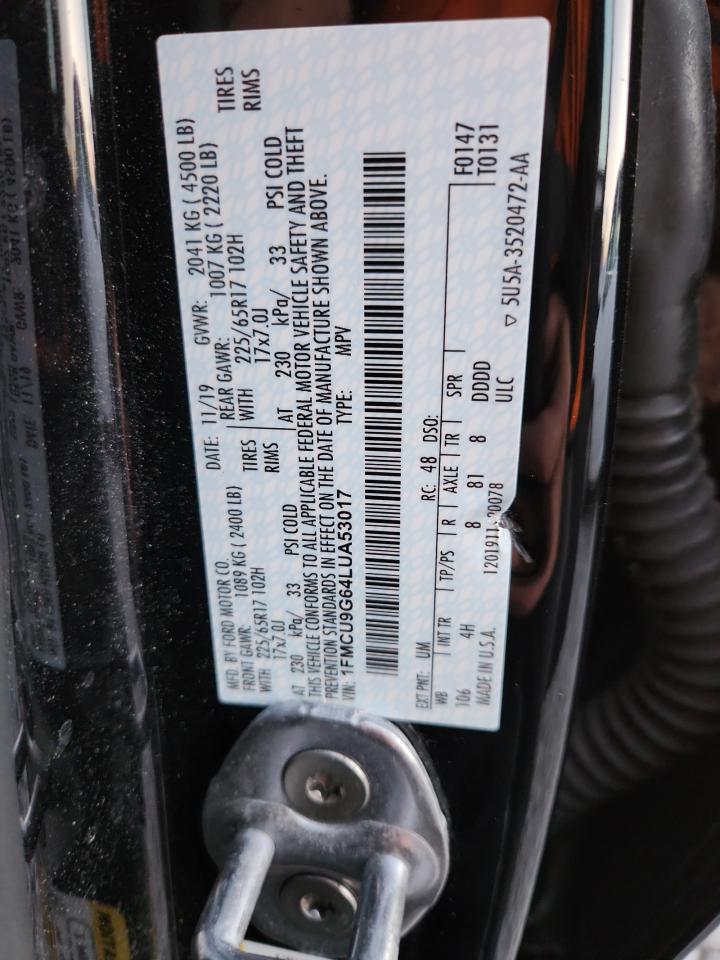 MFD. BY FORD MOTOR CO. DATE: 11/19 GVWR: 2041 KG ( 4500 LB)
FRONT GAWR: 1089 KG ( 2400 LB) REAR GAWR: 1007 KG ( 2220 LB)
WITH 225/65R17 102H TIRES WITH 225/65R17 102H TIRES
17x7.0J RIMS 17x7.0J RIMS
AT 230 kPa/ 33 PSI COLD AT 230 kPa/ 33 PSI COLD
THIS VEHICLE CONFORMS TO ALL APPLICABLE FEDERAL MOTOR VEHICLE SAFETY AND THEFT
PREVENTION STANDARDS IN EFFECT ON THE DATE OF MANUFACTURE SHOWN ABOVE.
VIN: 1FMCU9G64LUA53017 TYPE: MPV
EXT PNT: UM RC: 48 DSO: F0147
WB INT TR TP/PS R AXLE TR SPR T0131
106 4H 8 81 8 DDDD
MADE IN U.S.A. ULC ▽ 5U5A-3520472-AA